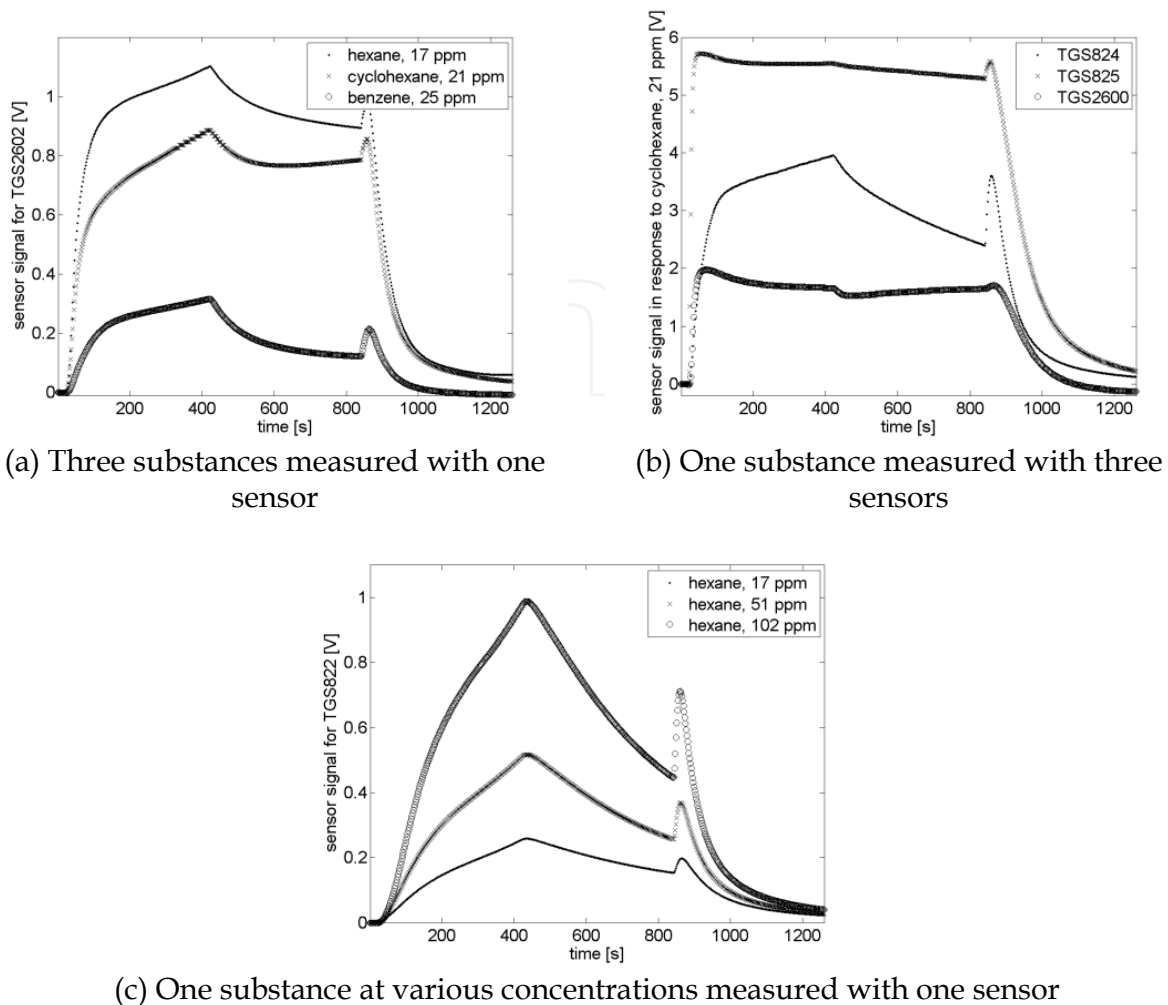 sensor signal for TGS2602 [V]
1
0.8
0.6
0.4
0.2
0
hexane, 17 ppm
cyclohexane, 21 ppm
benzene, 25 ppm
200 400 600 800 1000 1200
time [s]
(a) Three substances measured with one
sensor
sensor signal in response to cyclohexane, 21 ppm [V]
6
5
4
3
2
1
0
TGS824
TGS825
TGS2600
200 400 600 800 1000 1200
time [s]
(b) One substance measured with three
sensors
sensor signal for TGS822 [V]
1
0.8
0.6
0.4
0.2
0
hexane, 17 ppm
hexane, 51 ppm
hexane, 102 ppm
200 400 600 800 1000 1200
time [s]
(c) One substance at various concentrations measured with one sensor